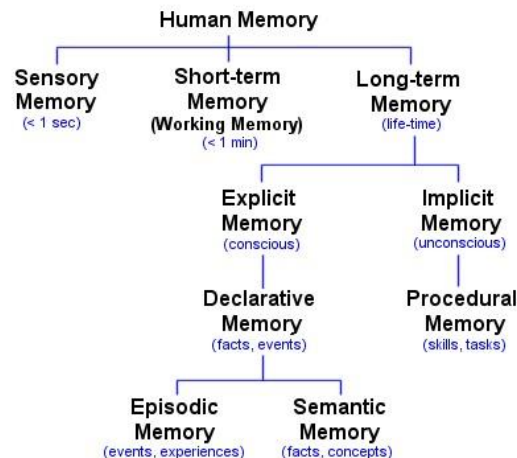 Human Memory
Sensory Memory
(< 1 sec)
Short-term Memory
(Working Memory)
(< 1 min)
Long-term Memory
(life-time)
Explicit Memory
(conscious)
Implicit Memory
(unconscious)
Declarative Memory
(facts, events)
Procedural Memory
(skills, tasks)
Episodic Memory
(events, experiences)
Semantic Memory
(facts, concepts)